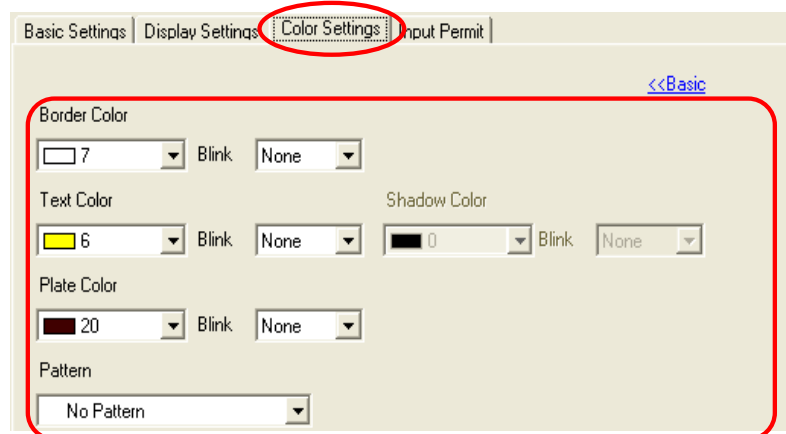 Basic Settings Display Settings Color Settings Input Permit
<<Basic
Border Color
7 Blink None
Text Color Shadow Color
6 Blink None 0 Blink None
Plate Color
20 Blink None
Pattern
No Pattern